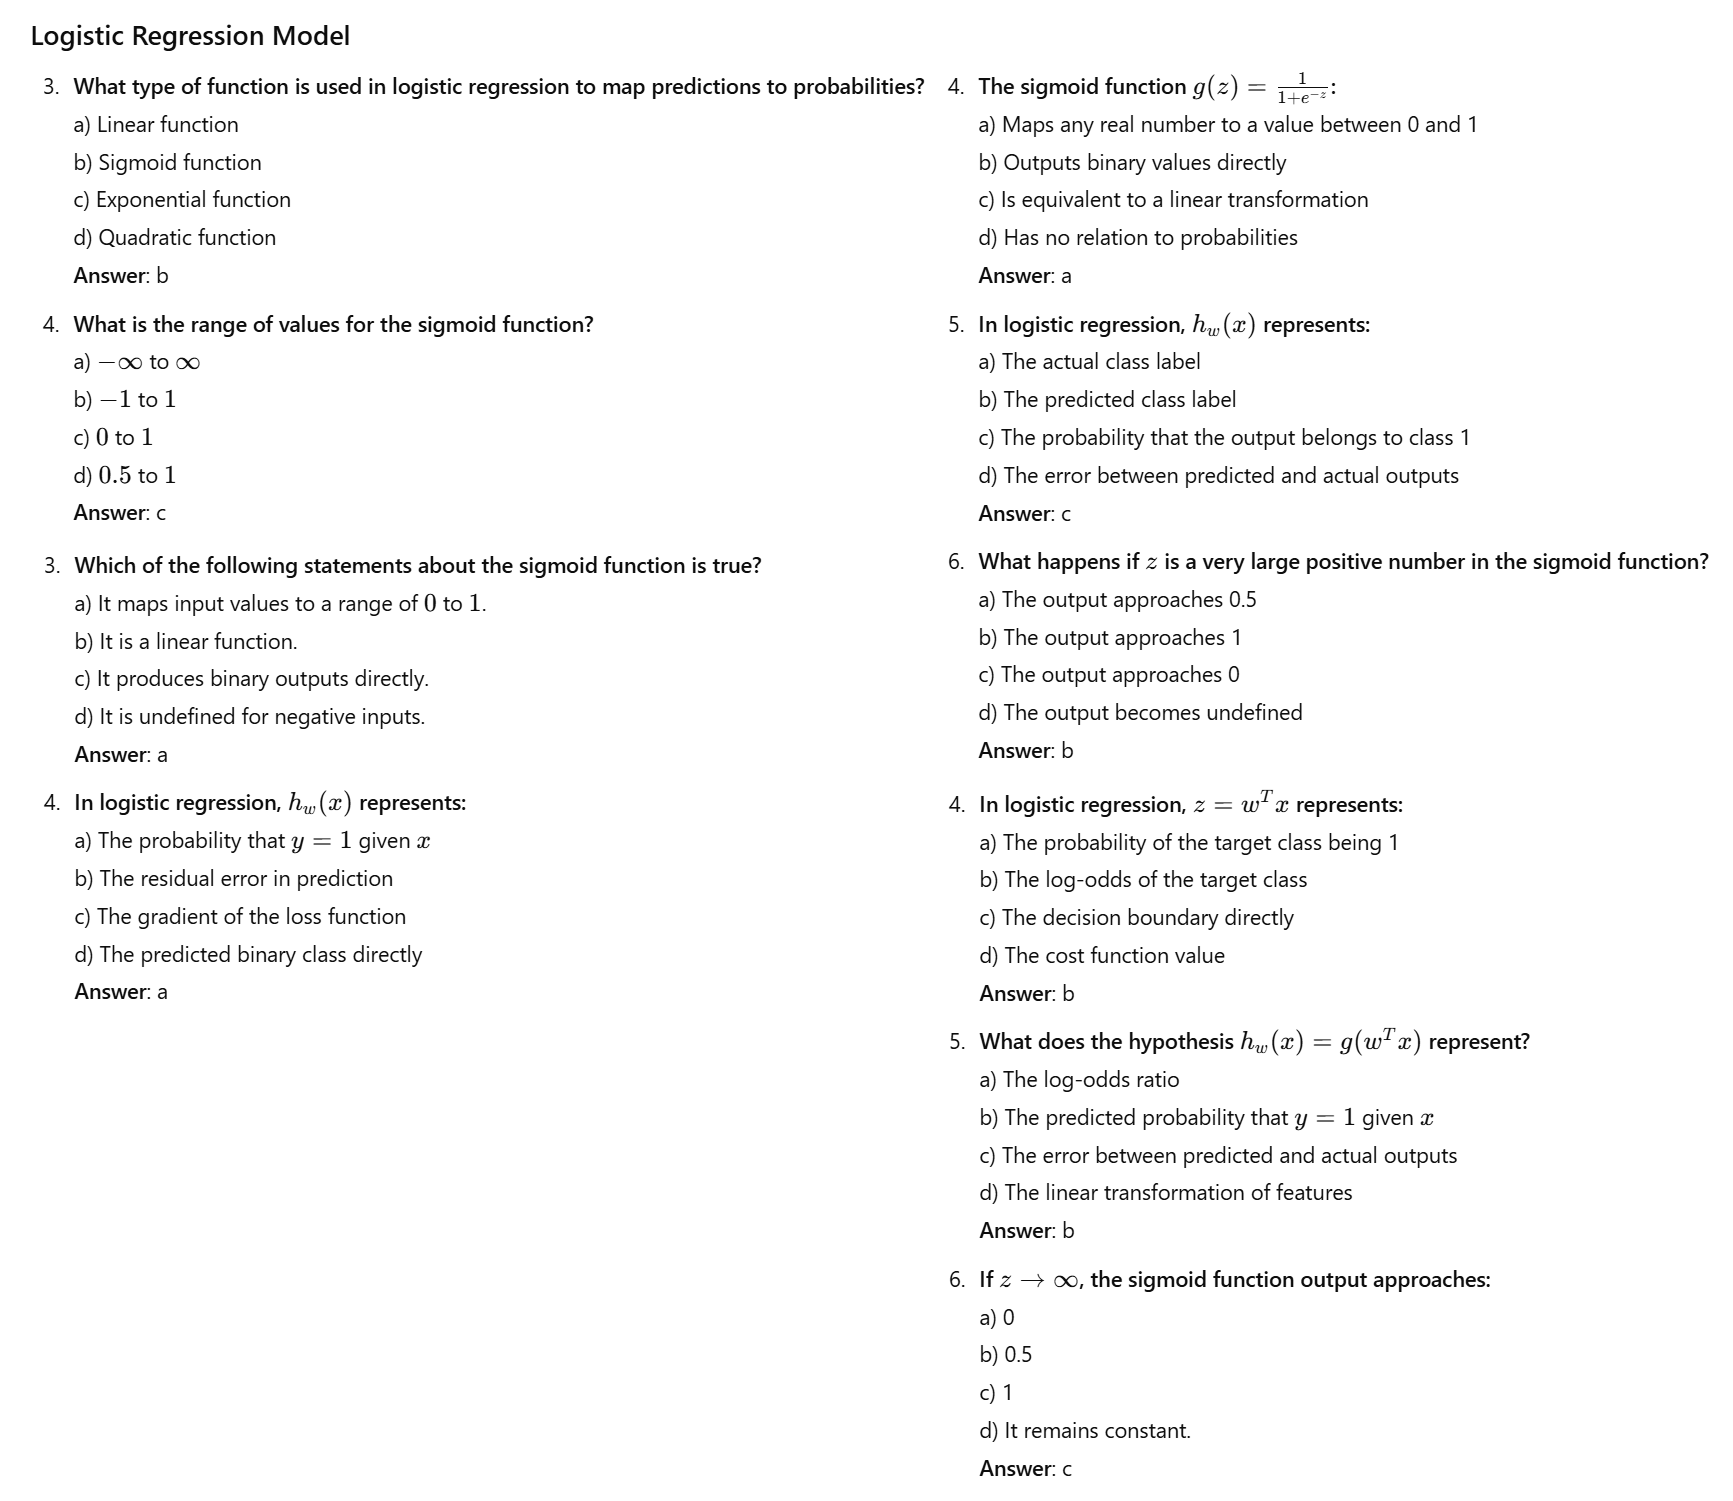 Logistic Regression Model
3. What type of function is used in logistic regression to map predictions to probabilities?
a) Linear function
b) Sigmoid function
c) Exponential function
d) Quadratic function
Answer: b
4. What is the range of values for the sigmoid function?
a) −∞ to ∞
b) −1 to 1
c) 0 to 1
d) 0.5 to 1
Answer: c
3. Which of the following statements about the sigmoid function is true?
a) It maps input values to a range of 0 to 1.
b) It is a linear function.
c) It produces binary outputs directly.
d) It is undefined for negative inputs.
Answer: a
4. In logistic regression, h_w(x) represents:
a) The probability that y = 1 given x
b) The residual error in prediction
c) The gradient of the loss function
d) The predicted binary class directly
Answer: a
4. The sigmoid function g(z) = 1/(1+e^{−z}):
a) Maps any real number to a value between 0 and 1
b) Outputs binary values directly
c) Is equivalent to a linear transformation
d) Has no relation to probabilities
Answer: a
5. In logistic regression, h_w(x) represents:
a) The actual class label
b) The predicted class label
c) The probability that the output belongs to class 1
d) The error between predicted and actual outputs
Answer: c
6. What happens if z is a very large positive number in the sigmoid function?
a) The output approaches 0.5
b) The output approaches 1
c) The output approaches 0
d) The output becomes undefined
Answer: b
4. In logistic regression, z = w^T x represents:
a) The probability of the target class being 1
b) The log-odds of the target class
c) The decision boundary directly
d) The cost function value
Answer: b
5. What does the hypothesis h_w(x) = g(w^T x) represent?
a) The log-odds ratio
b) The predicted probability that y = 1 given x
c) The error between predicted and actual outputs
d) The linear transformation of features
Answer: b
6. If z → ∞, the sigmoid function output approaches:
a) 0
b) 0.5
c) 1
d) It remains constant.
Answer: c